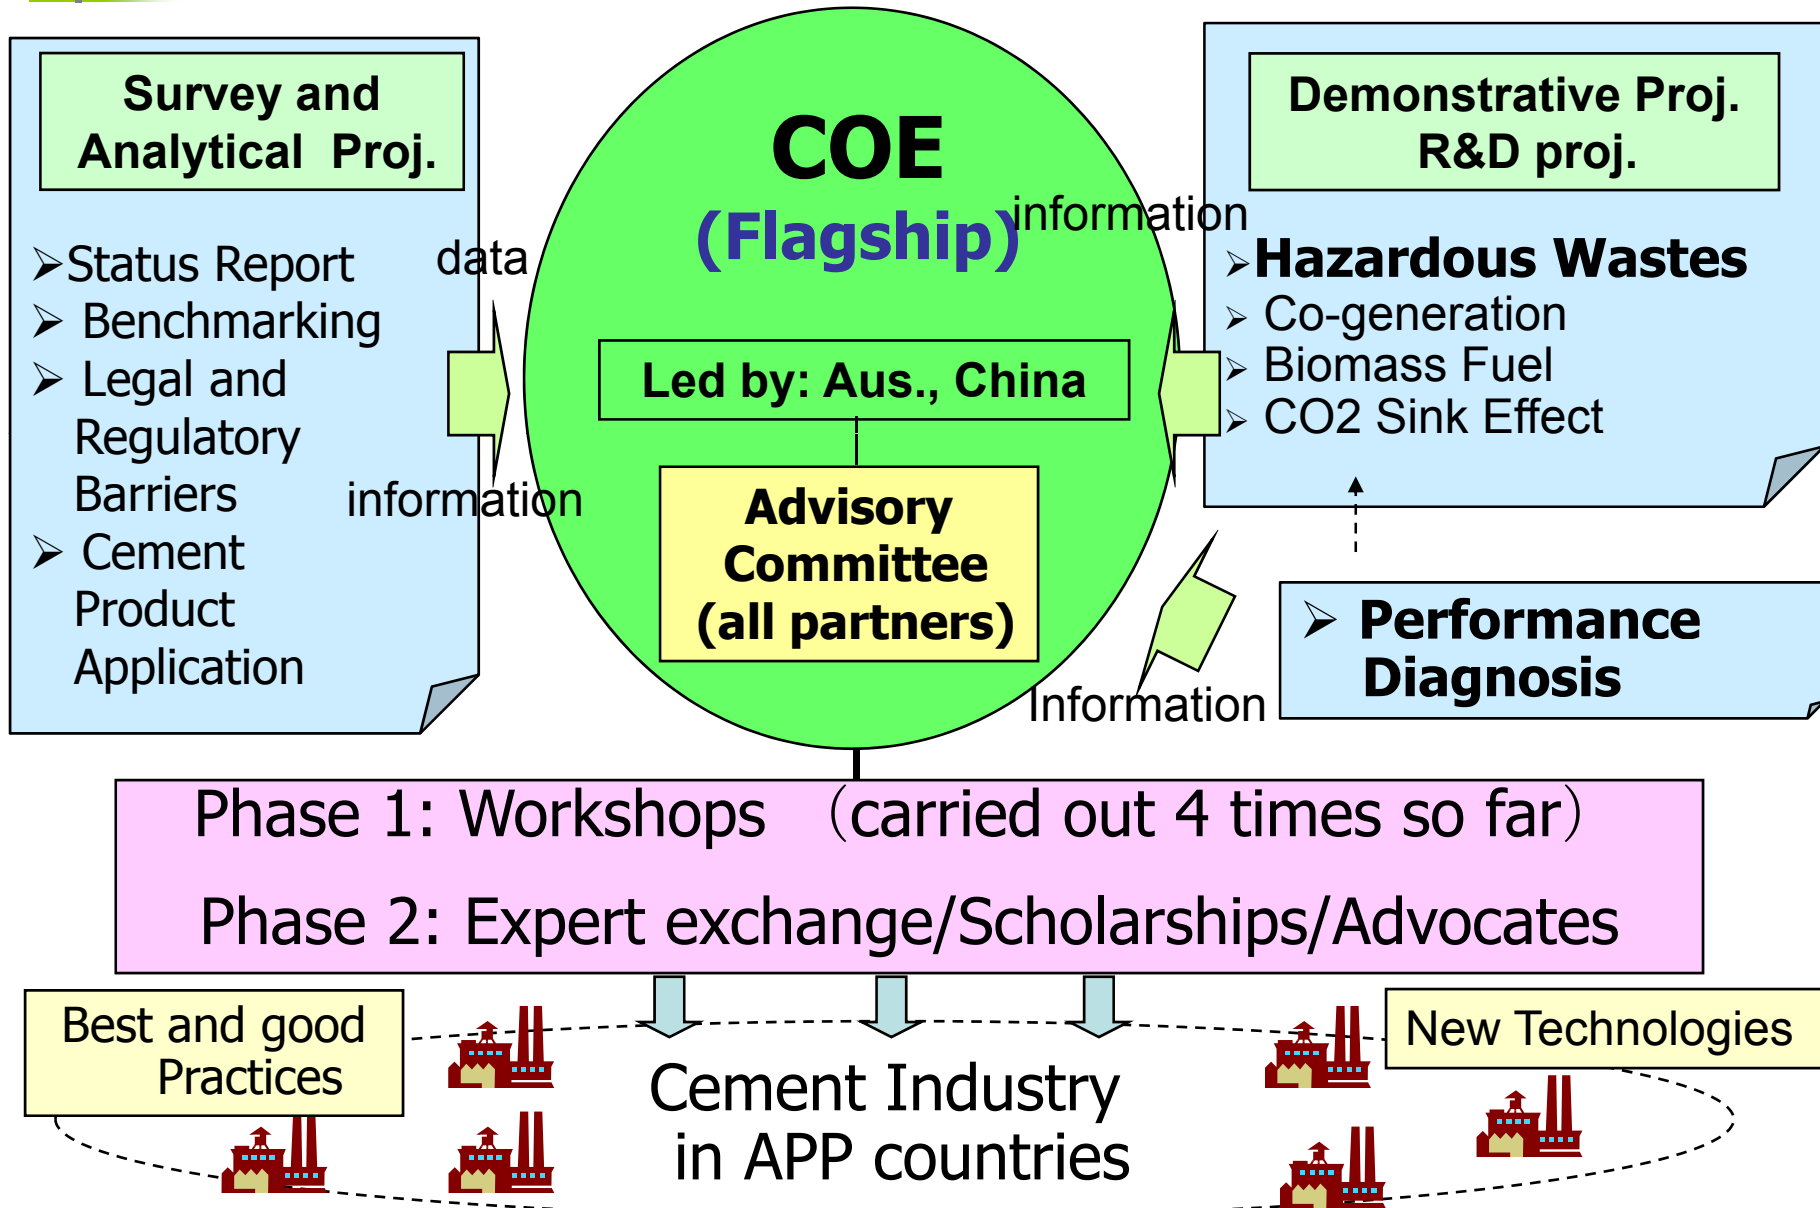 Survey and
Analytical Proj.
➢Status Report
➢ Benchmarking
➢ Legal and
Regulatory
Barriers
➢ Cement
Product
Application
data
information
COE
(Flagship)
Led by: Aus., China
Advisory
Committee
(all partners)
information
Demonstrative Proj.
R&D proj.
➢Hazardous Wastes
➢ Co-generation
➢ Biomass Fuel
➢ CO2 Sink Effect
➢ Performance
Diagnosis
Information
Phase 1: Workshops （carried out 4 times so far）
Phase 2: Expert exchange/Scholarships/Advocates
Best and good
Practices
New Technologies
Cement Industry
in APP countries